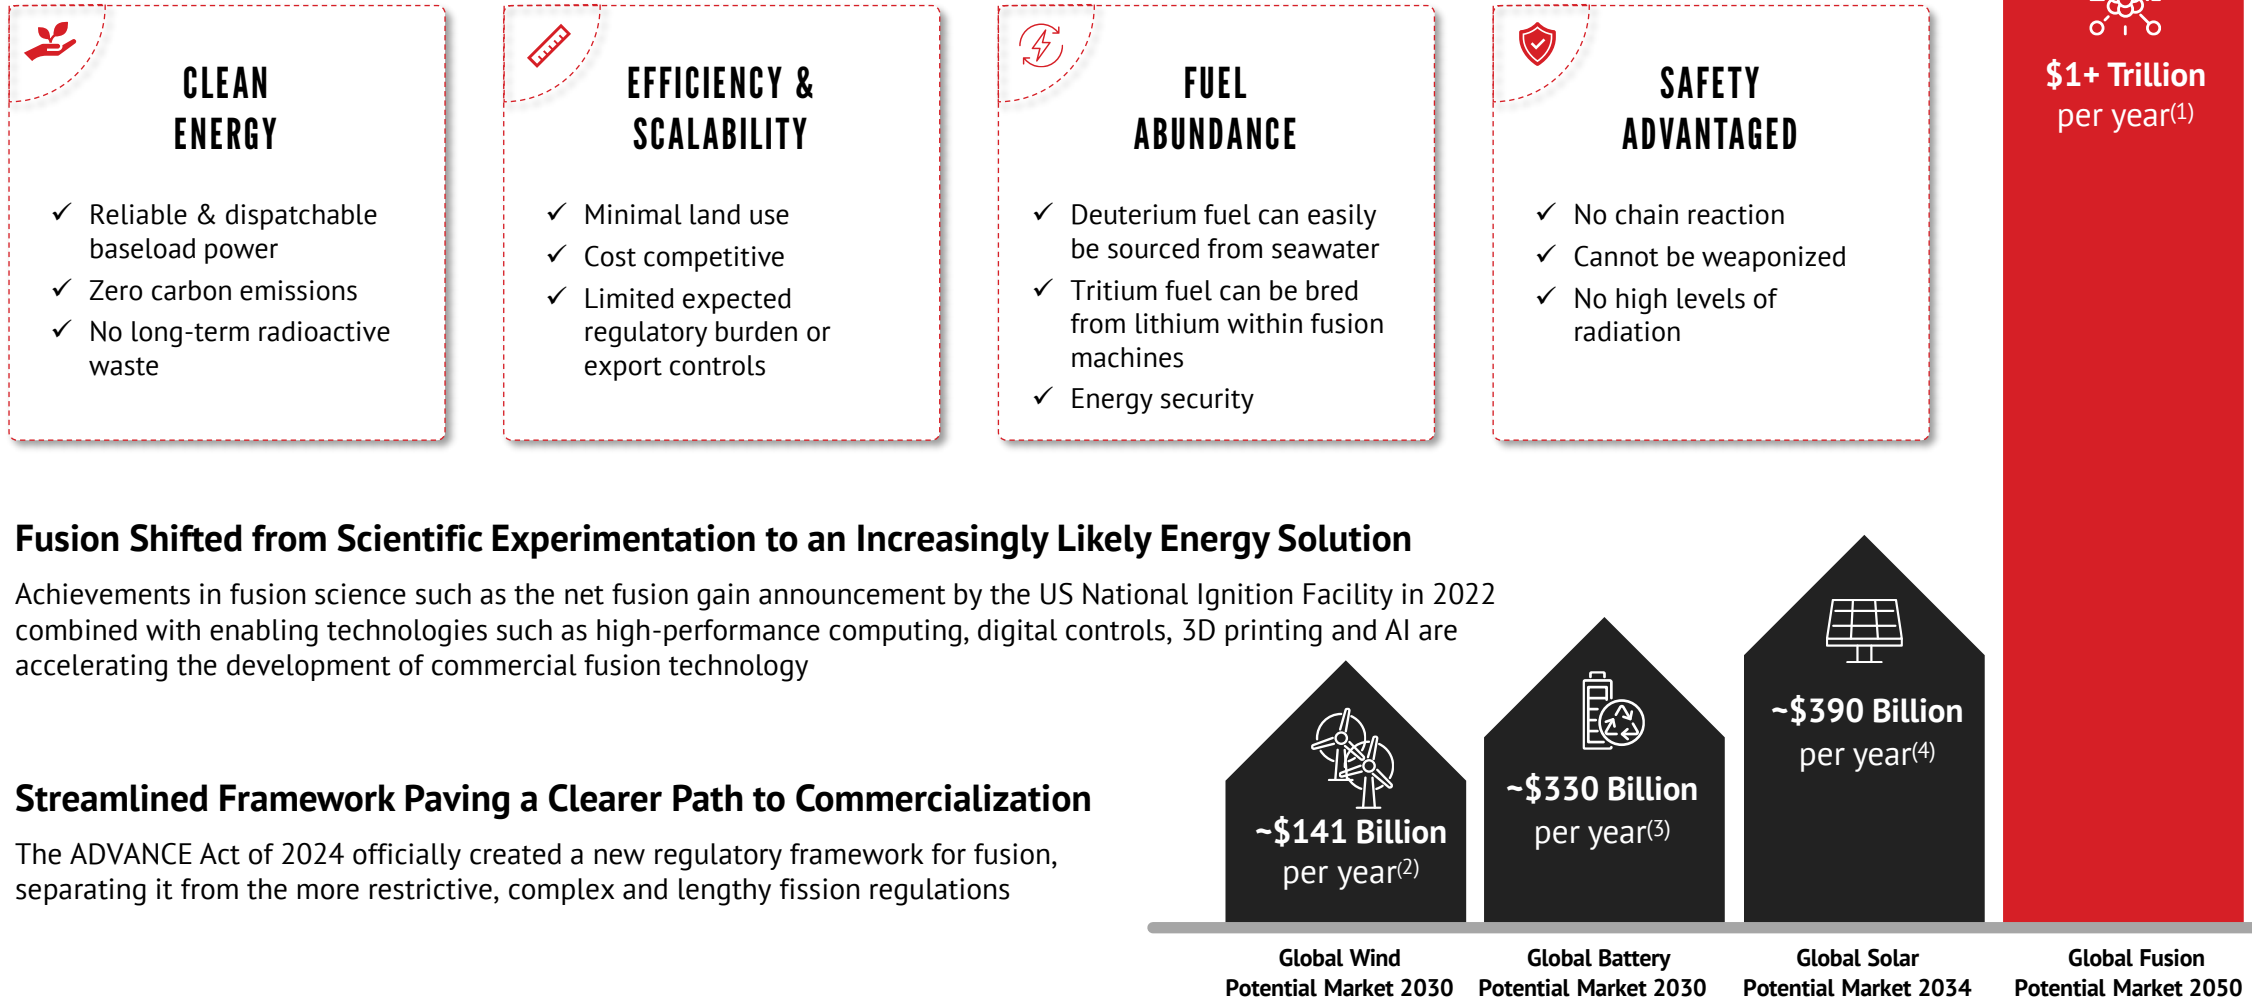 CLEAN
ENERGY
✓ Reliable & dispatchable
baseload power
✓ Zero carbon emissions
✓ No long-term radioactive
waste
EFFICIENCY &
SCALABILITY
✓ Minimal land use
✓ Cost competitive
✓ Limited expected
regulatory burden or
export controls
FUEL
ABUNDANCE
✓ Deuterium fuel can easily
be sourced from seawater
✓ Tritium fuel can be bred
from lithium within fusion
machines
✓ Energy security
SAFETY
ADVANTAGED
✓ No chain reaction
✓ Cannot be weaponized
✓ No high levels of
radiation
$1+ Trillion
per year(1)
Fusion Shifted from Scientific Experimentation to an Increasingly Likely Energy Solution
Achievements in fusion science such as the net fusion gain announcement by the US National Ignition Facility in 2022
combined with enabling technologies such as high-performance computing, digital controls, 3D printing and AI are
accelerating the development of commercial fusion technology
Streamlined Framework Paving a Clearer Path to Commercialization
The ADVANCE Act of 2024 officially created a new regulatory framework for fusion,
separating it from the more restrictive, complex and lengthy fission regulations
~$141 Billion
per year(2)
~$330 Billion
per year(3)
~$390 Billion
per year(4)
Global Wind
Potential Market 2030
Global Battery
Potential Market 2030
Global Solar
Potential Market 2034
Global Fusion
Potential Market 2050